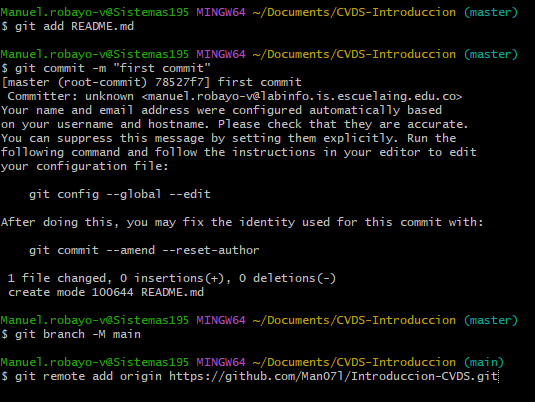 Manuel.robayo-v@Sistemas195 MINGW64 ~/Documents/CVDS-Introduccion (master)
$ git add README.md
Manuel.robayo-v@Sistemas195 MINGW64 ~/Documents/CVDS-Introduccion (master)
$ git commit -m "first commit"
[master (root-commit) 78527f7] first commit
 Committer: unknown <manuel.robayo-v@labinfo.is.escuelaing.edu.co>
Your name and email address were configured automatically based
on your username and hostname. Please check that they are accurate.
You can suppress this message by setting them explicitly. Run the
following command and follow the instructions in your editor to edit
your configuration file:
    git config --global --edit
After doing this, you may fix the identity used for this commit with:
    git commit --amend --reset-author
 1 file changed, 0 insertions(+), 0 deletions(-)
 create mode 100644 README.md
Manuel.robayo-v@Sistemas195 MINGW64 ~/Documents/CVDS-Introduccion (master)
$ git branch -M main
Manuel.robayo-v@Sistemas195 MINGW64 ~/Documents/CVDS-Introduccion (main)
$ git remote add origin https://github.com/Man07l/Introduccion-CVDS.git